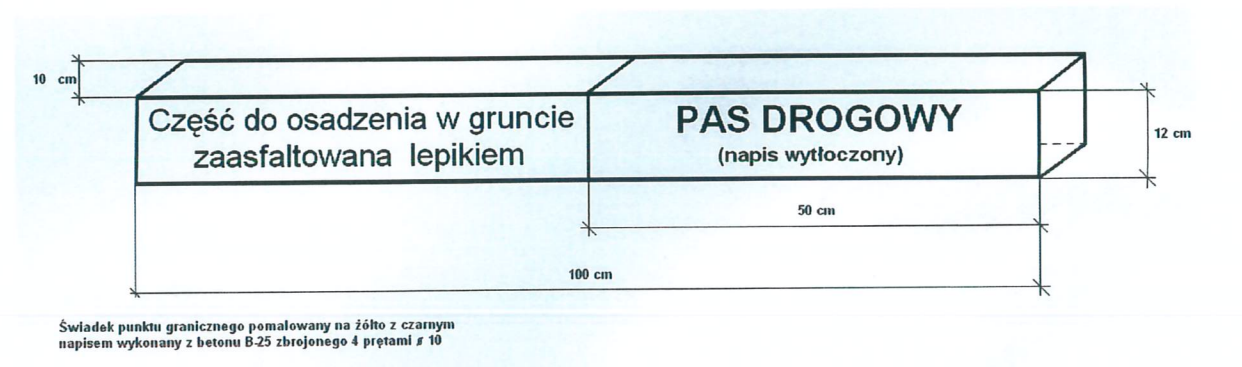 10 cm
Część do osadzenia w gruncie
zaasfaltowana lepikiem
PAS DROGOWY
(napis wytłoczony)
12 cm
50 cm
100 cm
Świadek punktu granicznego pomalowany na żółto z czarnym
napisem wykonany z betonu B-25 zbrojonego 4 prętami ø 10